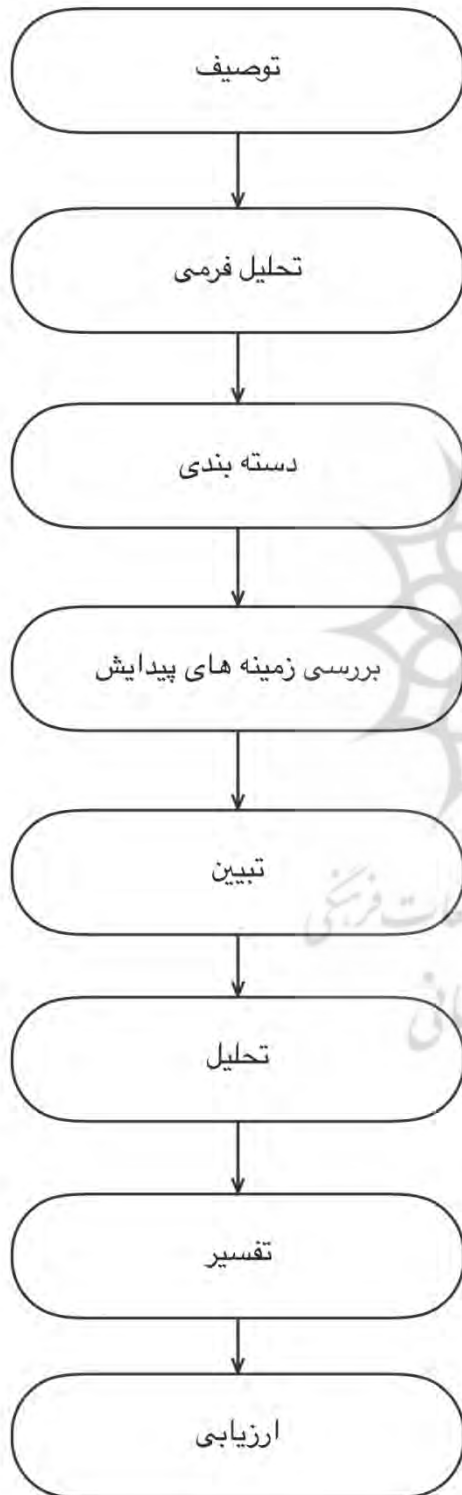 توصیف
تحلیل فرمی
دسته بندی
بررسی زمینه های پیدایش
تبیین
تحلیل
تفسیر
ارزیابی